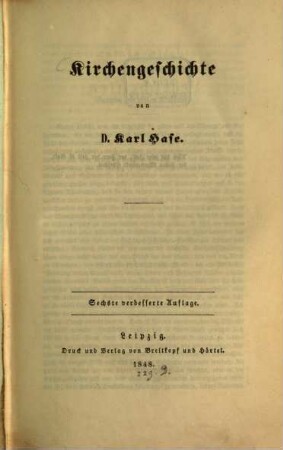 Kirchengeschichte
von
D. Karl Hase.
Sechste verbesserte Auflage.
Leipzig,
Druck und Verlag von Breitkopf und Härtel.
1848.